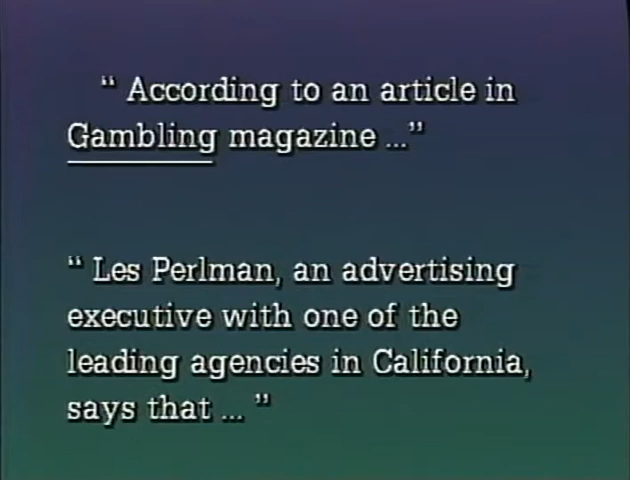 “ According to an article in
Gambling magazine ...”
“ Les Perlman, an advertising
executive with one of the
leading agencies in California,
says that ... ”